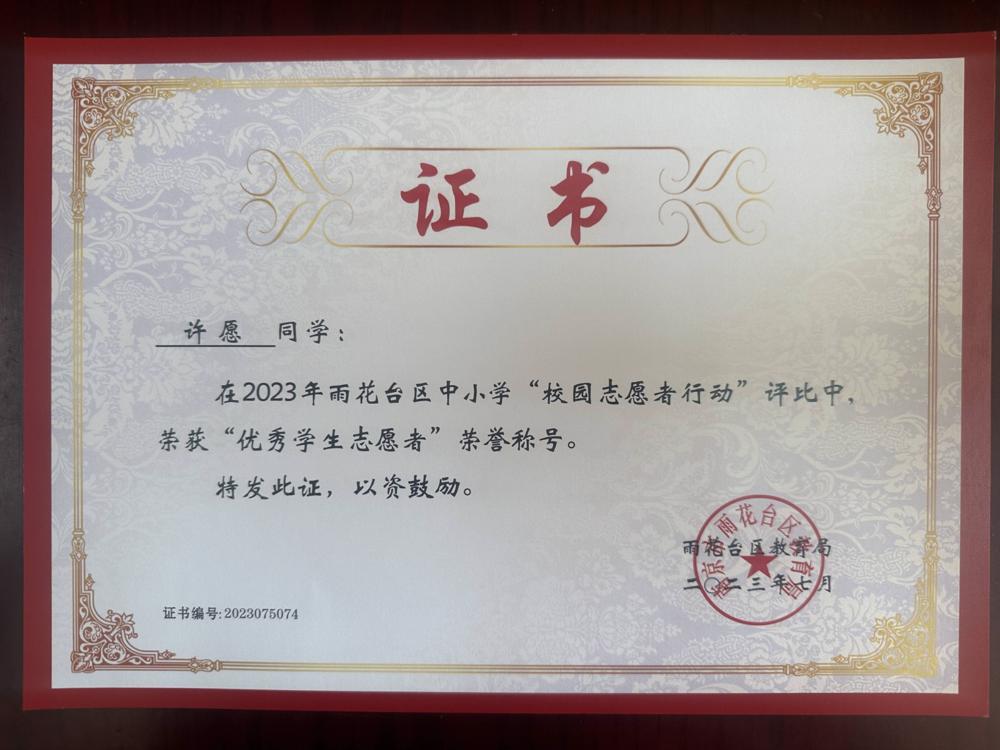 证书
许愿 同学：
在2023年雨花台区中小学“校园志愿者行动”评比中，
荣获“优秀学生志愿者”荣誉称号。
特发此证，以资鼓励。
南京市雨花台区教育局
雨花台区教育局
二〇二三年七月
证书编号:2023075074